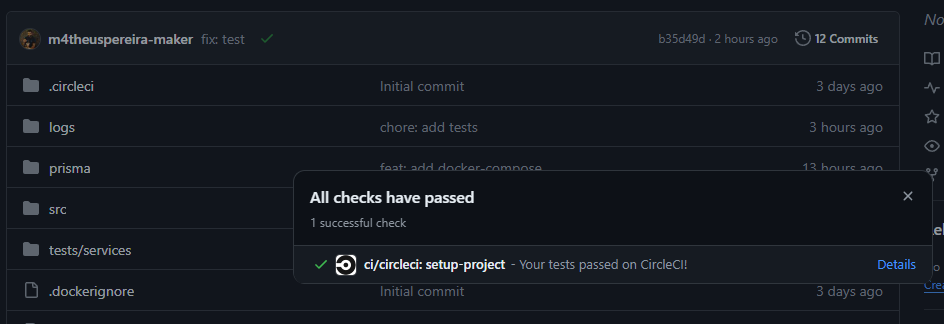 No
m4theuspereira-maker fix: test b35d49d · 2 hours ago 12 Commits
.circleci Initial commit 3 days ago
logs chore: add tests 3 hours ago
prisma feat: add docker-compose 13 hours ago
src
tests/services
.dockerignore Initial commit 3 days ago
All checks have passed
1 successful check
ci/circleci: setup-project - Your tests passed on CircleCI!
Details
Crea